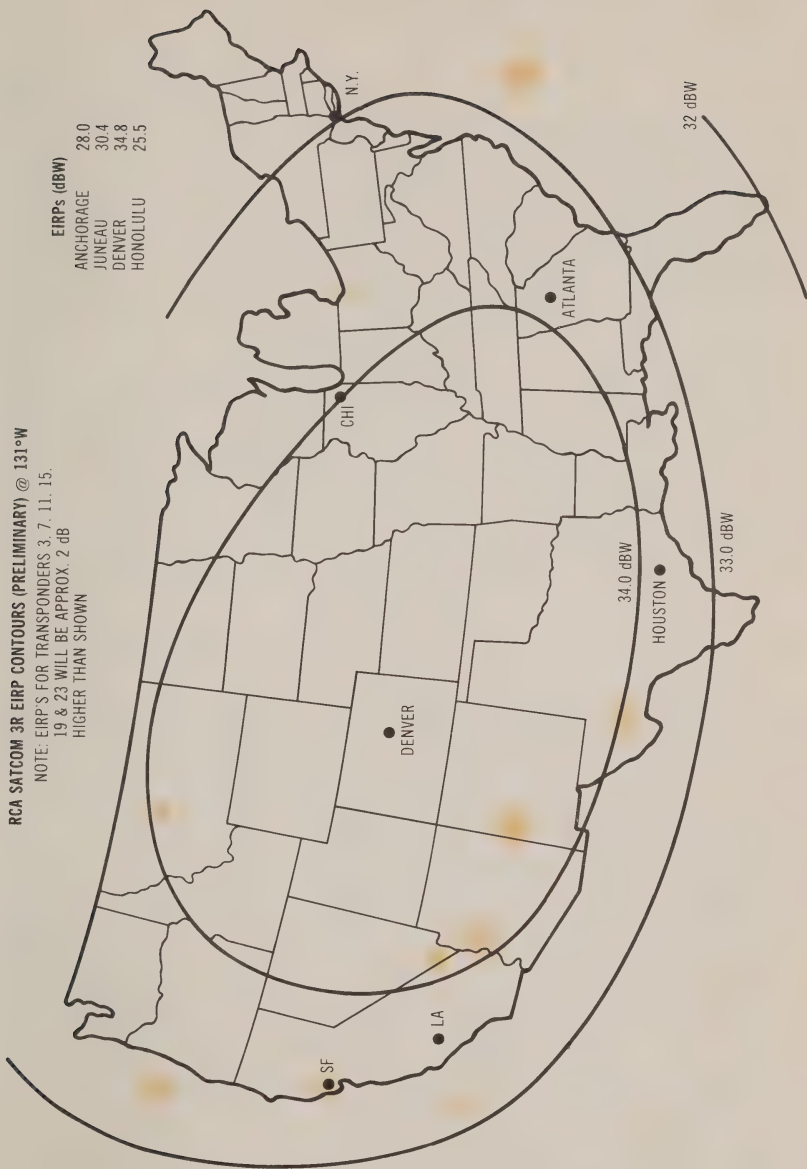 RCA SATCOM 3R EIRP CONTOURS (PRELIMINARY) @ 131°W
NOTE: EIRP'S FOR TRANSPONDERS 3. 7. 11. 15.
19 & 23 WILL BE APPROX. 2 dB
HIGHER THAN SHOWN
EIRPs (dBW)
ANCHORAGE 28.0
JUNEAU 30.4
DENVER 34.8
HONOLULU 25.5
N.Y.
CHI
SF
DENVER
LA
ATLANTA
34.0 dBW
HOUSTON
33.0 dBW
32 dBW